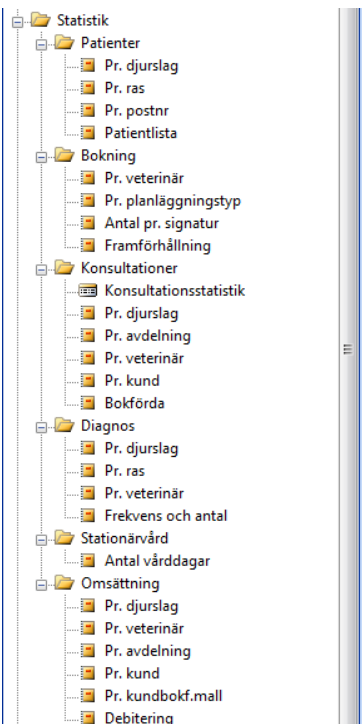 Statistik
Patienter
Pr. djurslag
Pr. ras
Pr. postnr
Patientlista
Bokning
Pr. veterinär
Pr. planläggningstyp
Antal pr. signatur
Framförhållning
Konsultationer
Konsultationsstatistik
Pr. djurslag
Pr. avdelning
Pr. veterinär
Pr. kund
Bokförda
Diagnos
Pr. djurslag
Pr. ras
Pr. veterinär
Frekvens och antal
Stationärvård
Antal vårddagar
Omsättning
Pr. djurslag
Pr. veterinär
Pr. avdelning
Pr. kund
Pr. kundbokf.mall
Debitering